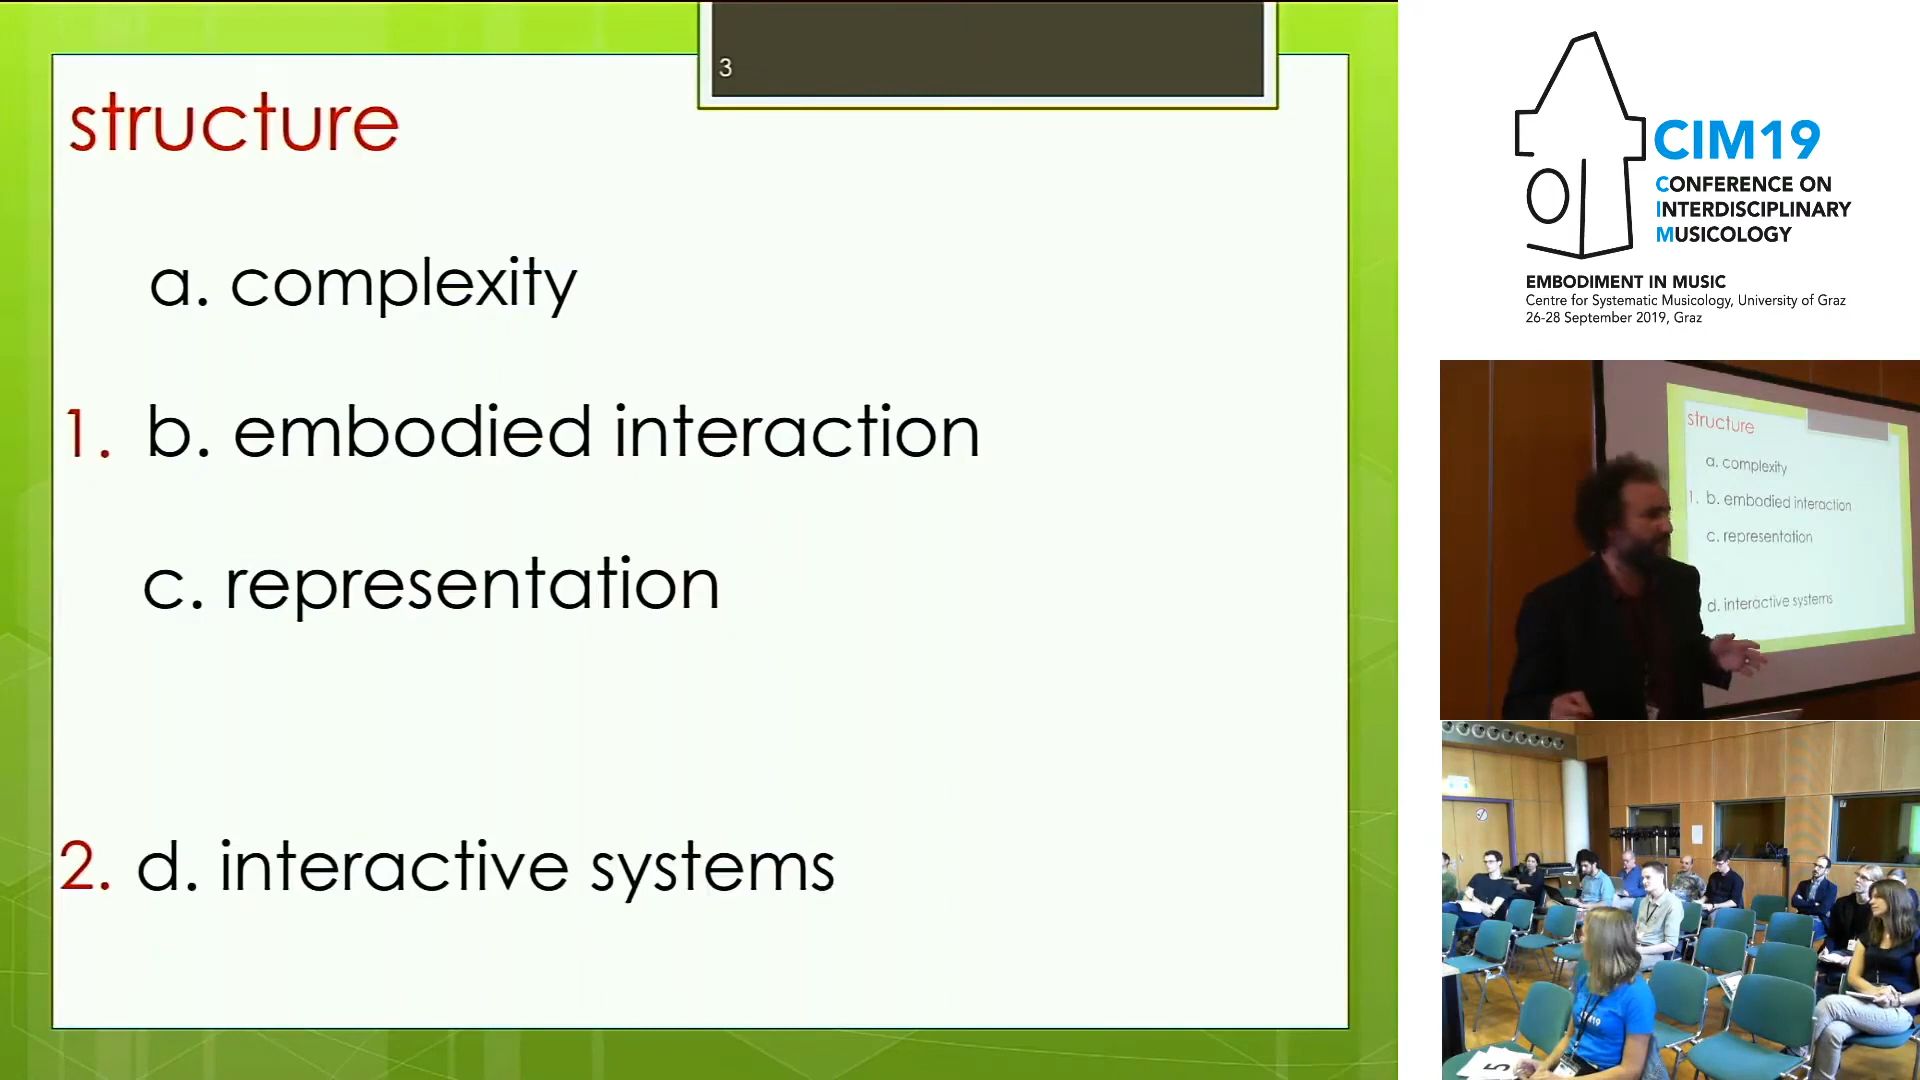 3
structure
a. complexity
1. b. embodied interaction
c. representation
2. d. interactive systems
CIM19
CONFERENCE ON
INTERDISCIPLINARY
MUSICOLOGY
EMBODIMENT IN MUSIC
Centre for Systematic Musicology, University of Graz
26-28 September 2019, Graz
structure
a. complexity
1. b. embodied interaction
c. representation
d. interactive systems
5